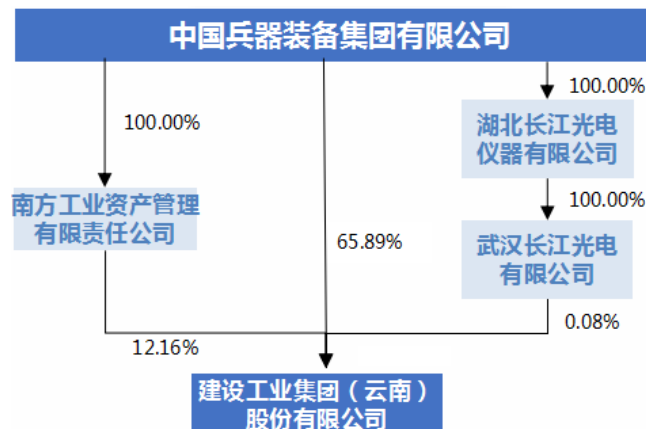 中国兵器装备集团有限公司
100.00%
100.00%
湖北长江光电
仪器有限公司
100.00%
南方工业资产管理
有限责任公司
65.89%
武汉长江光电
有限公司
12.16%
0.08%
建设工业集团（云南）
股份有限公司